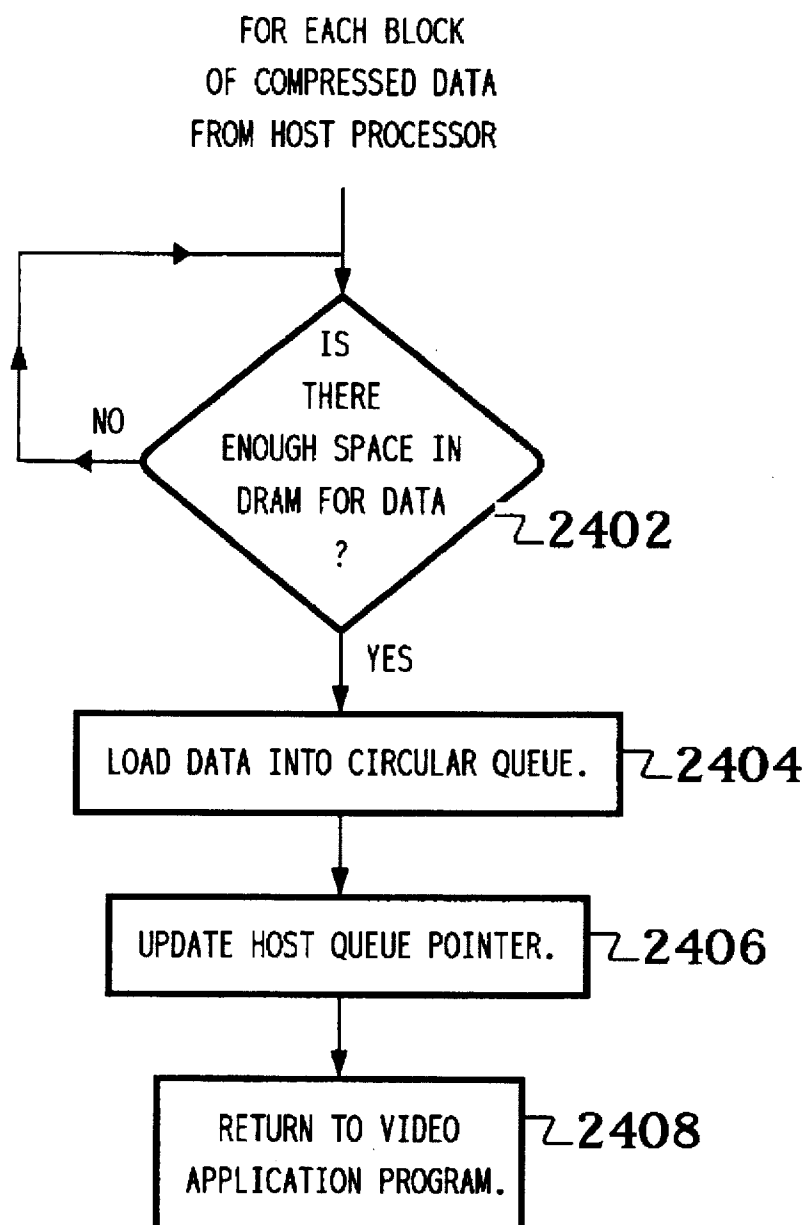 FOR EACH BLOCK
OF COMPRESSED DATA
FROM HOST PROCESSOR
IS
THERE
ENOUGH SPACE IN
DRAM FOR DATA
?
NO
2402
YES
LOAD DATA INTO CIRCULAR QUEUE.
2404
UPDATE HOST QUEUE POINTER.
2406
RETURN TO VIDEO
APPLICATION PROGRAM.
2408